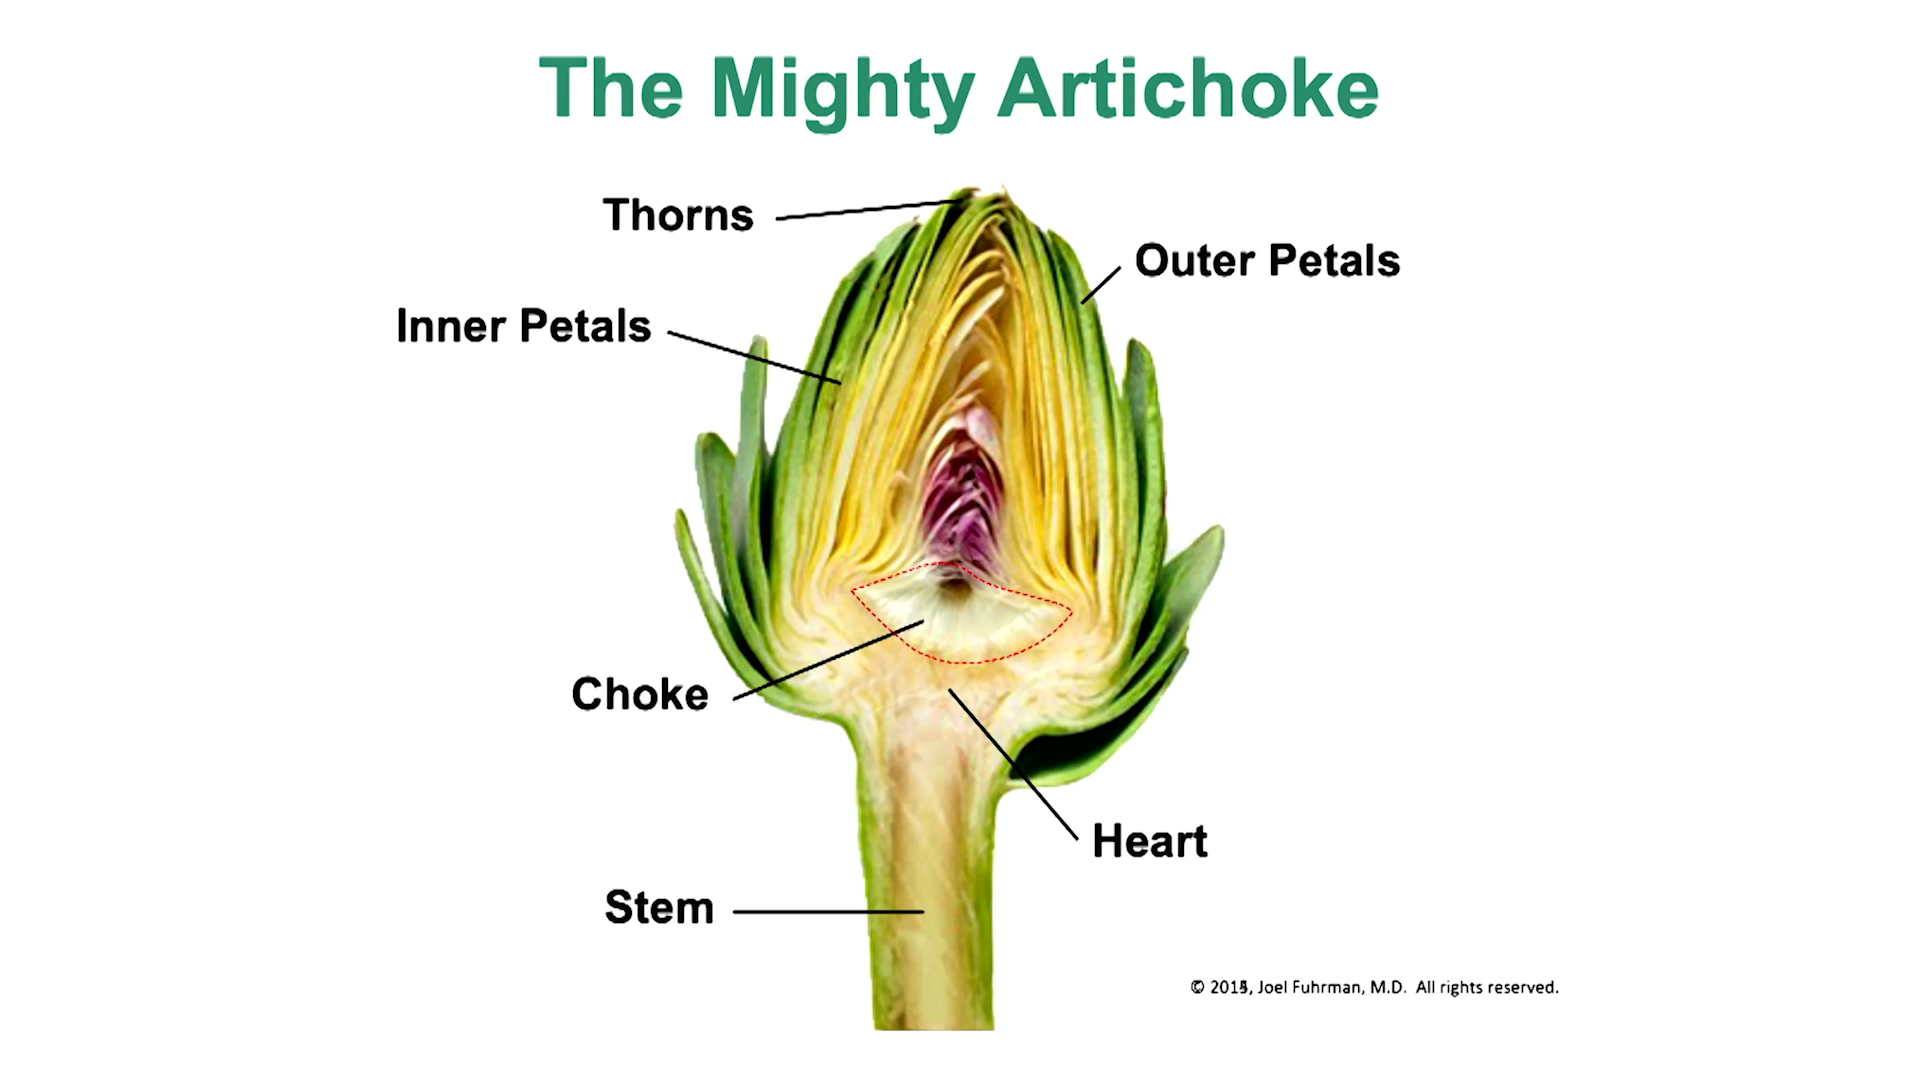 The Mighty Artichoke
Thorns
Outer Petals
Inner Petals
Choke
Heart
Stem
© Joel Fuhrman, M.D. All rights reserved.